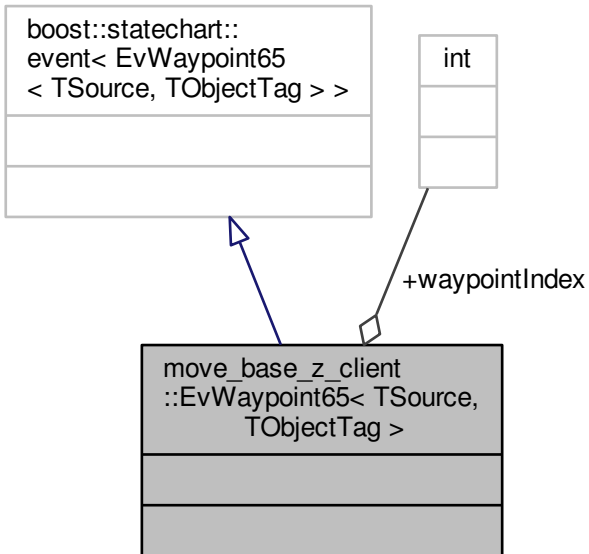 boost::statechart::
event< EvWaypoint65
< TSource, TObjectTag > >
int
+waypointIndex
move_base_z_client
::EvWaypoint65< TSource,
TObjectTag >